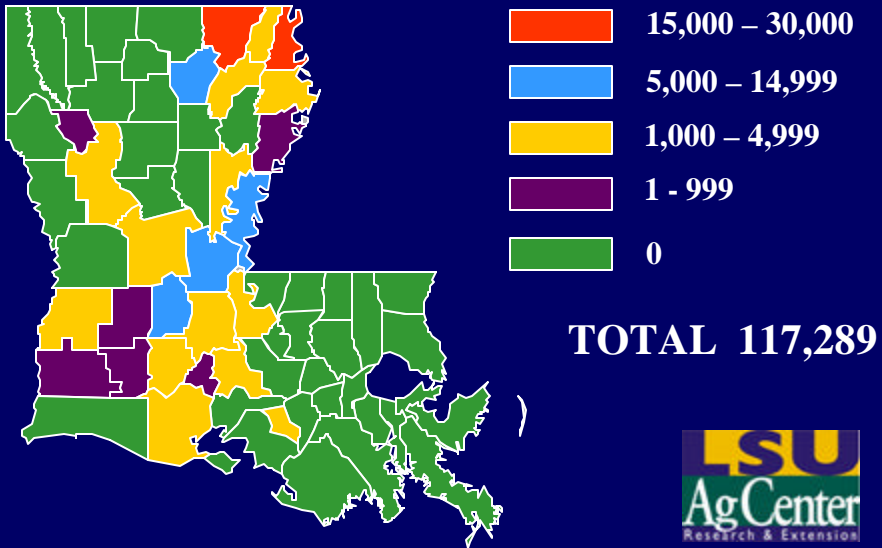 15,000 – 30,000
5,000 – 14,999
1,000 – 4,999
1 - 999
0
TOTAL 117,289
LSU
AgCenter
Research & Extension